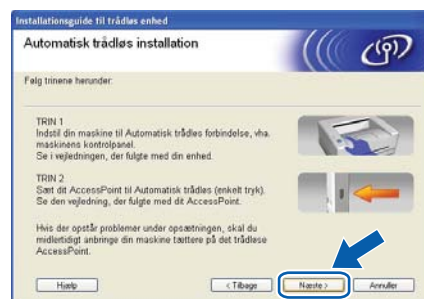 Installationsguide til trådløs enhed
Automatisk trådløs installation
Følg trinene herunder:
TRIN 1
Indstil din maskine til Automatisk trådløs forbindelse, vha.
maskinens kontrolpanel.
Se i vejledningen, der fulgte med din enhed.
TRIN 2
Sæt dit AccessPoint til Automatisk trådløs (enkelt tryk).
Se den vejledning, der fulgte med dit AccessPoint.
Hvis der opstår problemer under opsætningen, skal du
midlertidigt anbringe din maskine tættere på det trådløse
AccessPoint.
Hjælp
< Tilbage
Næste >
Annuller